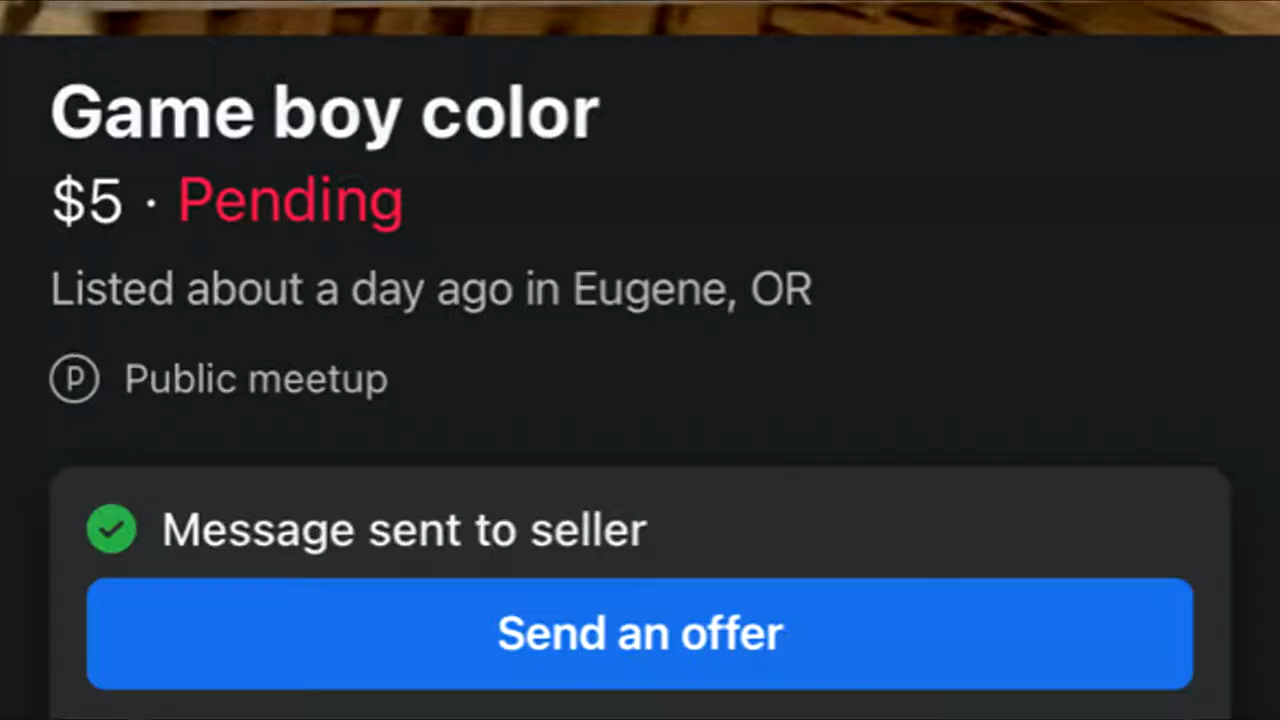 Game boy color
$5 · Pending
Listed about a day ago in Eugene, OR
P Public meetup
Message sent to seller
Send an offer